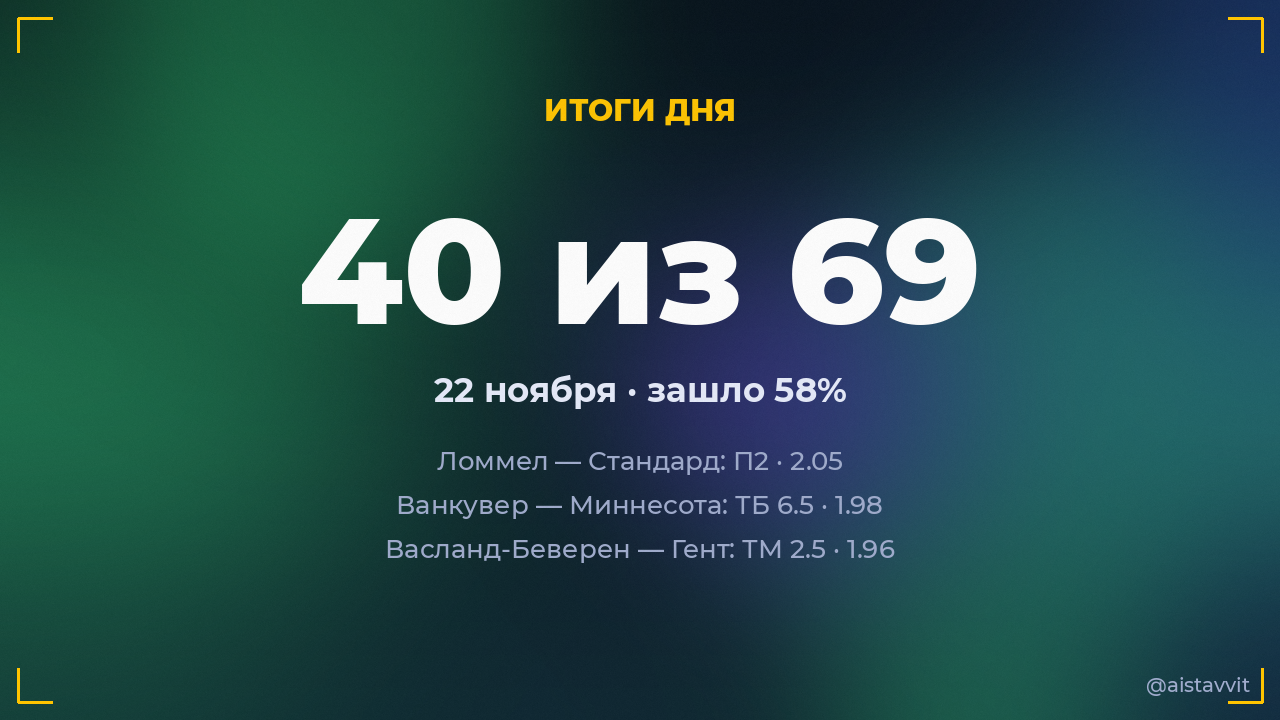 ИТОГИ ДНЯ
40 из 69
22 ноября · зашло 58%
Ломмел — Стандард: П2 · 2.05
Ванкувер — Миннесота: ТБ 6.5 · 1.98
Васланд-Беверен — Гент: ТМ 2.5 · 1.96
@aistavvit